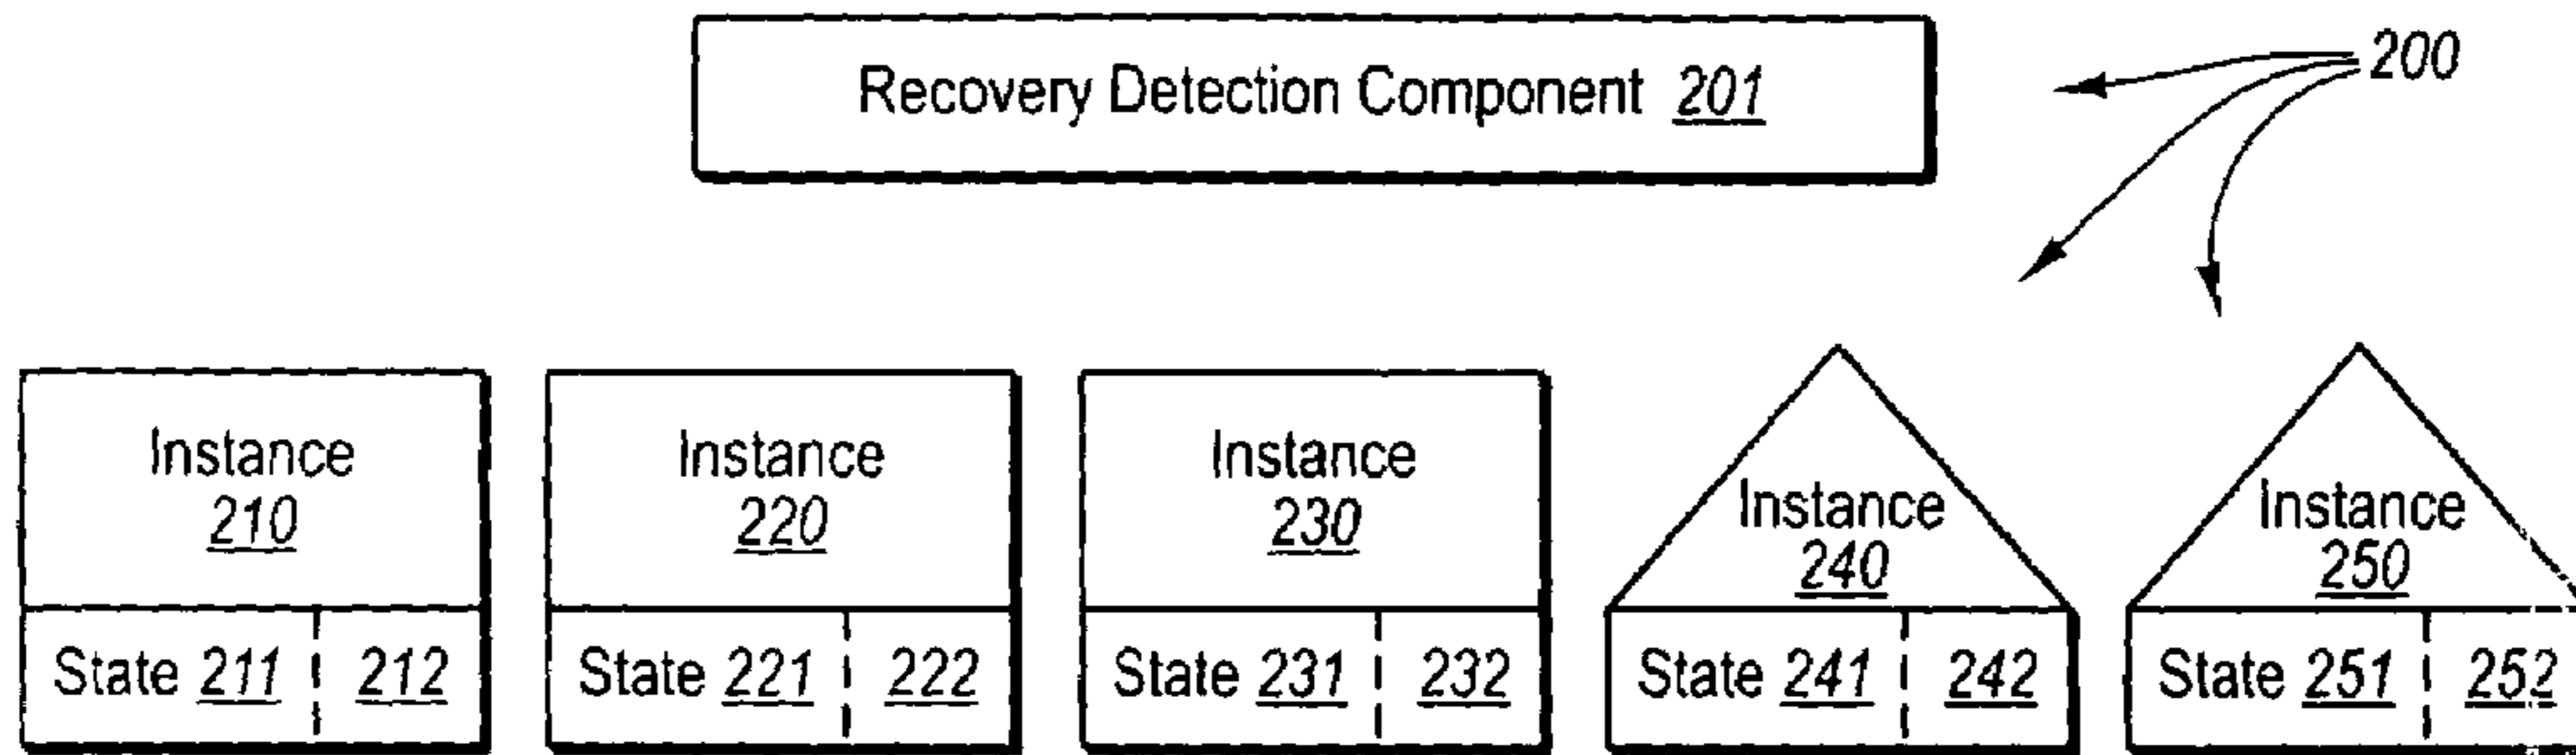 Recovery Detection Component 201
200
Instance
210
Instance
220
Instance
230
Instance
240
Instance
250
State 211 212
State 221 222
State 231 232
State 241 242
State 251 252